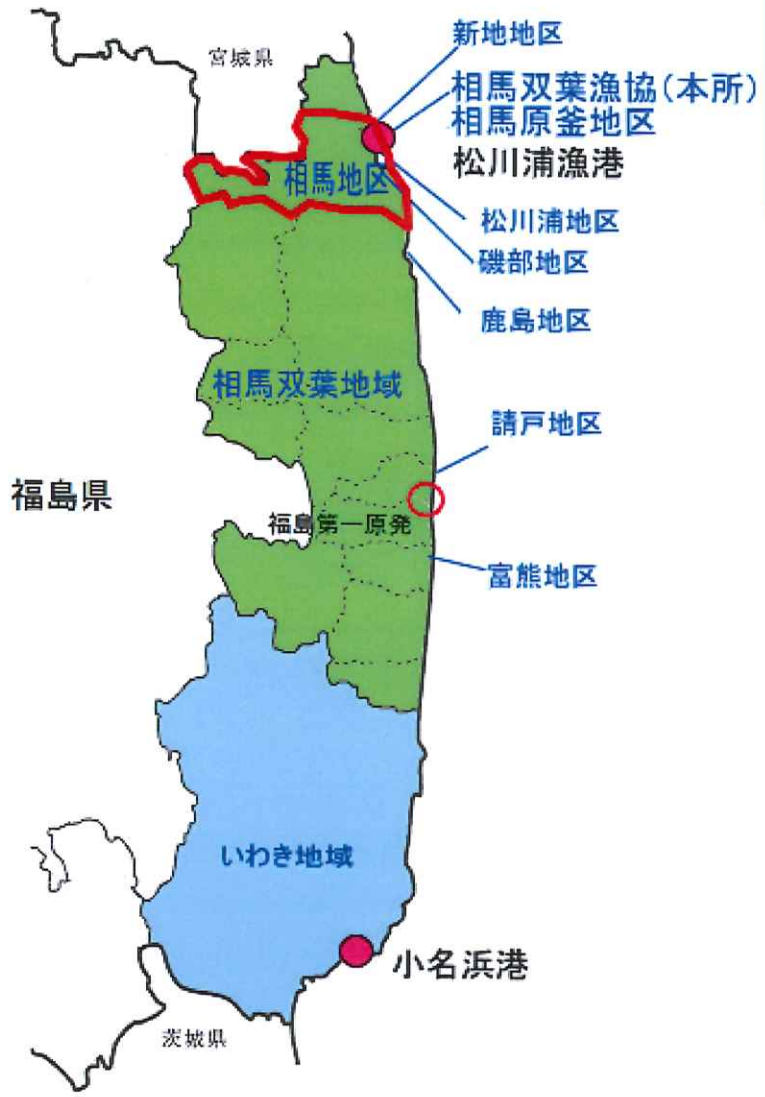 新地地区
宮城県
相馬双葉漁協(本所)
相馬原釜地区
松川浦漁港
相馬地区
松川浦地区
磯部地区
鹿島地区
相馬双葉地域
請戸地区
福島県
福島第一原発
富熊地区
いわき地域
小名浜港
茨城県